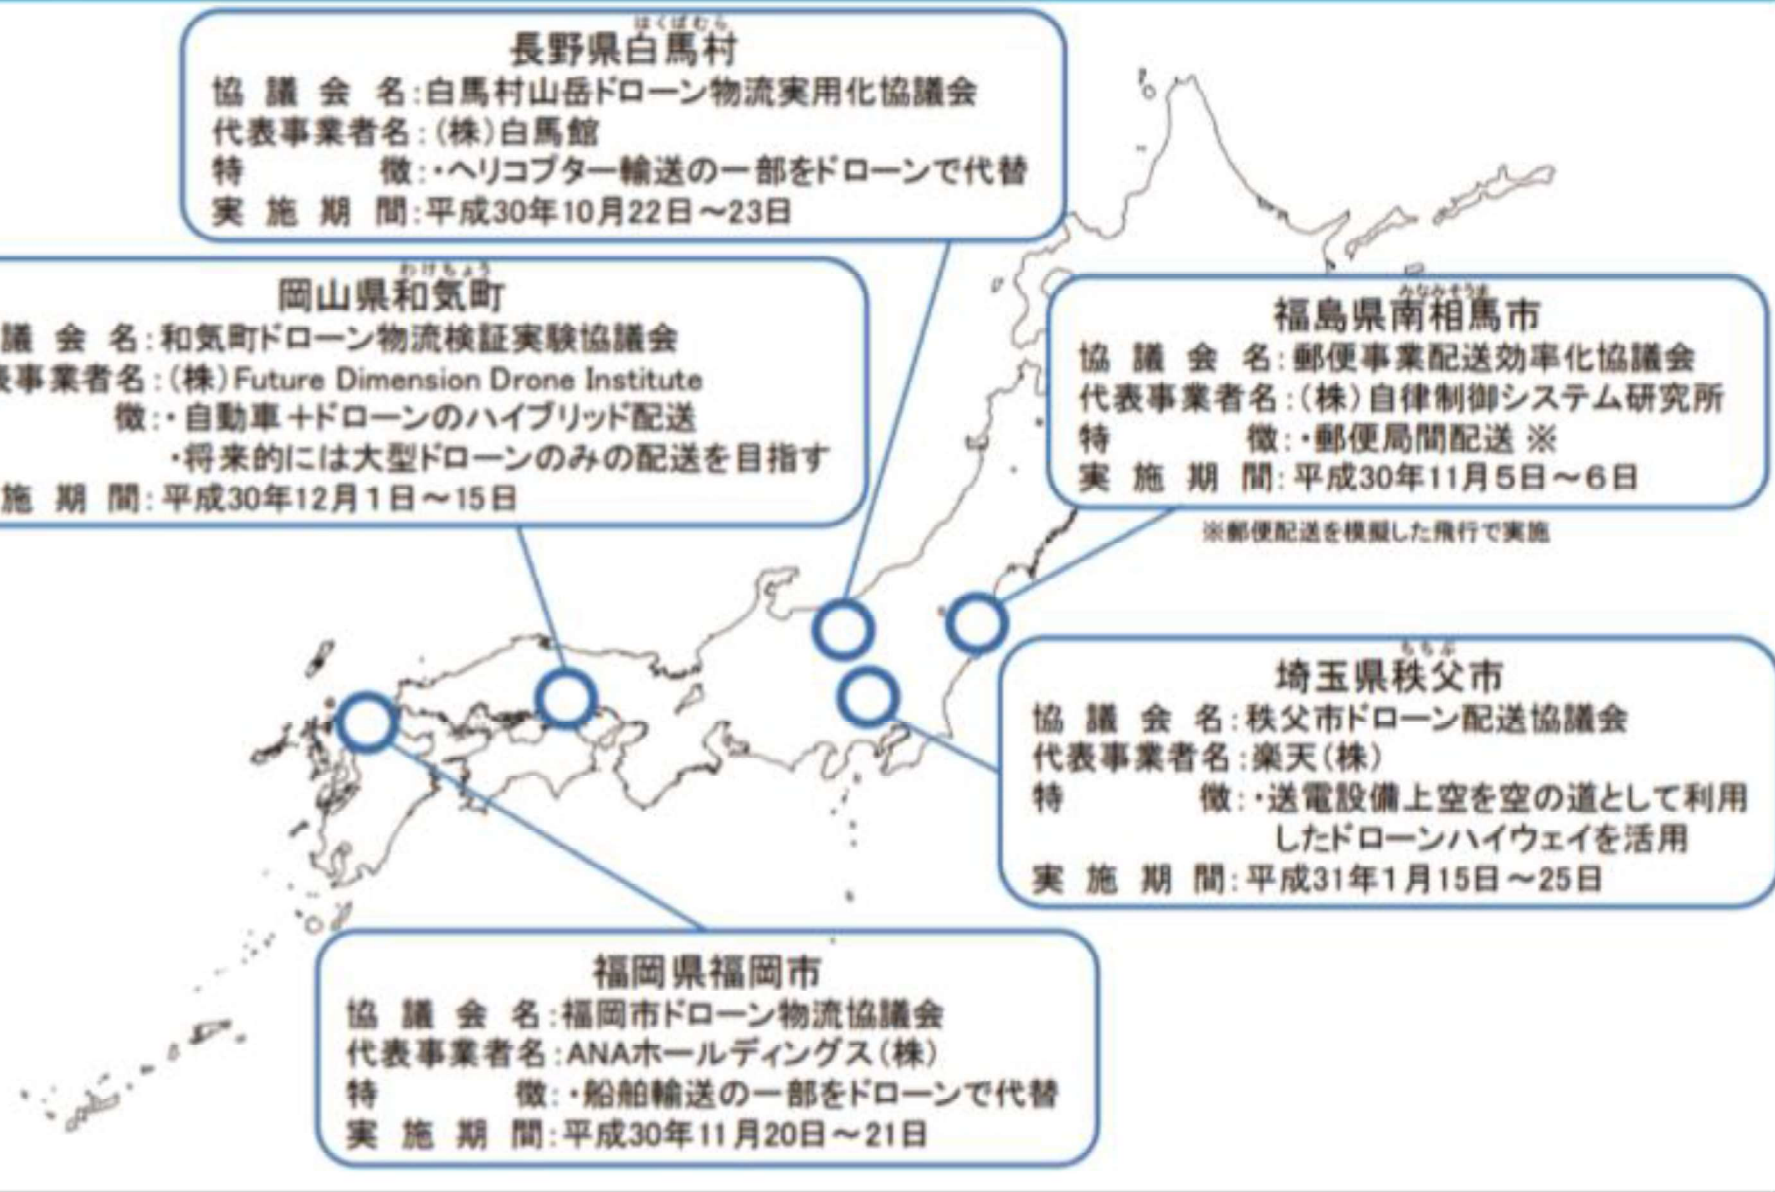 はくばむら
長野県白馬村
協議会名:白馬村山岳ドローン物流実用化協議会
代表事業者名:(株)白馬館
特徴:・ヘリコプター輸送の一部をドローンで代替
実施期間:平成30年10月22日～23日
わけちょう
岡山県和気町
議会名:和気町ドローン物流検証実験協議会
表事業者名:(株)Future Dimension Drone Institute
徴:・自動車＋ドローンのハイブリッド配送
・将来的には大型ドローンのみの配送を目指す
施期間:平成30年12月1日～15日
みなみそうま
福島県南相馬市
協議会名:郵便事業配送効率化協議会
代表事業者名:(株)自律制御システム研究所
特徴:・郵便局間配送 ※
実施期間:平成30年11月5日～6日
※郵便配送を模擬した飛行で実施
ちちぶ
埼玉県秩父市
協議会名:秩父市ドローン配送協議会
代表事業者名:楽天(株)
特徴:・送電設備上空を空の道として利用
したドローンハイウェイを活用
実施期間:平成31年1月15日～25日
福岡県福岡市
協議会名:福岡市ドローン物流協議会
代表事業者名:ANAホールディングス(株)
特徴:・船舶輸送の一部をドローンで代替
実施期間:平成30年11月20日～21日